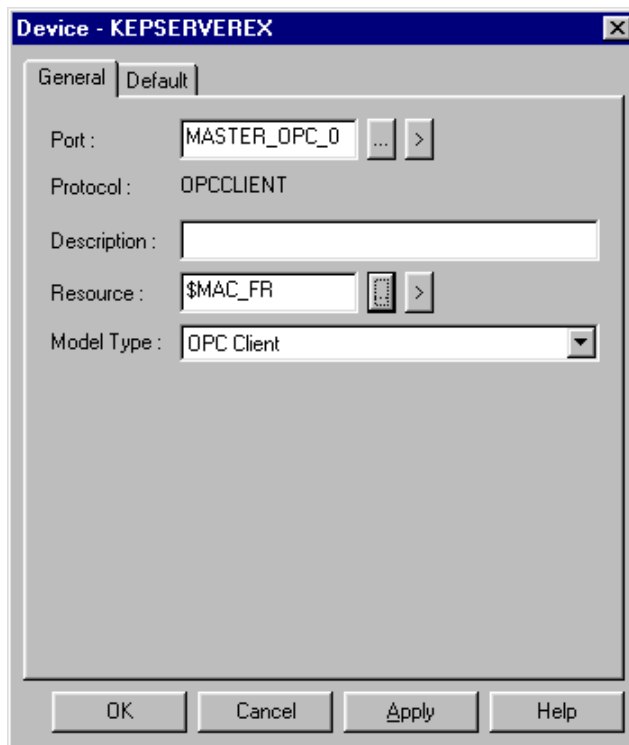 Device - KEPSERVEREX
General Default
Port : MASTER_OPC_0 ... >
Protocol : OPCCLIENT
Description :
Resource : $MAC_FR >
Model Type : OPC Client
OK Cancel Apply Help